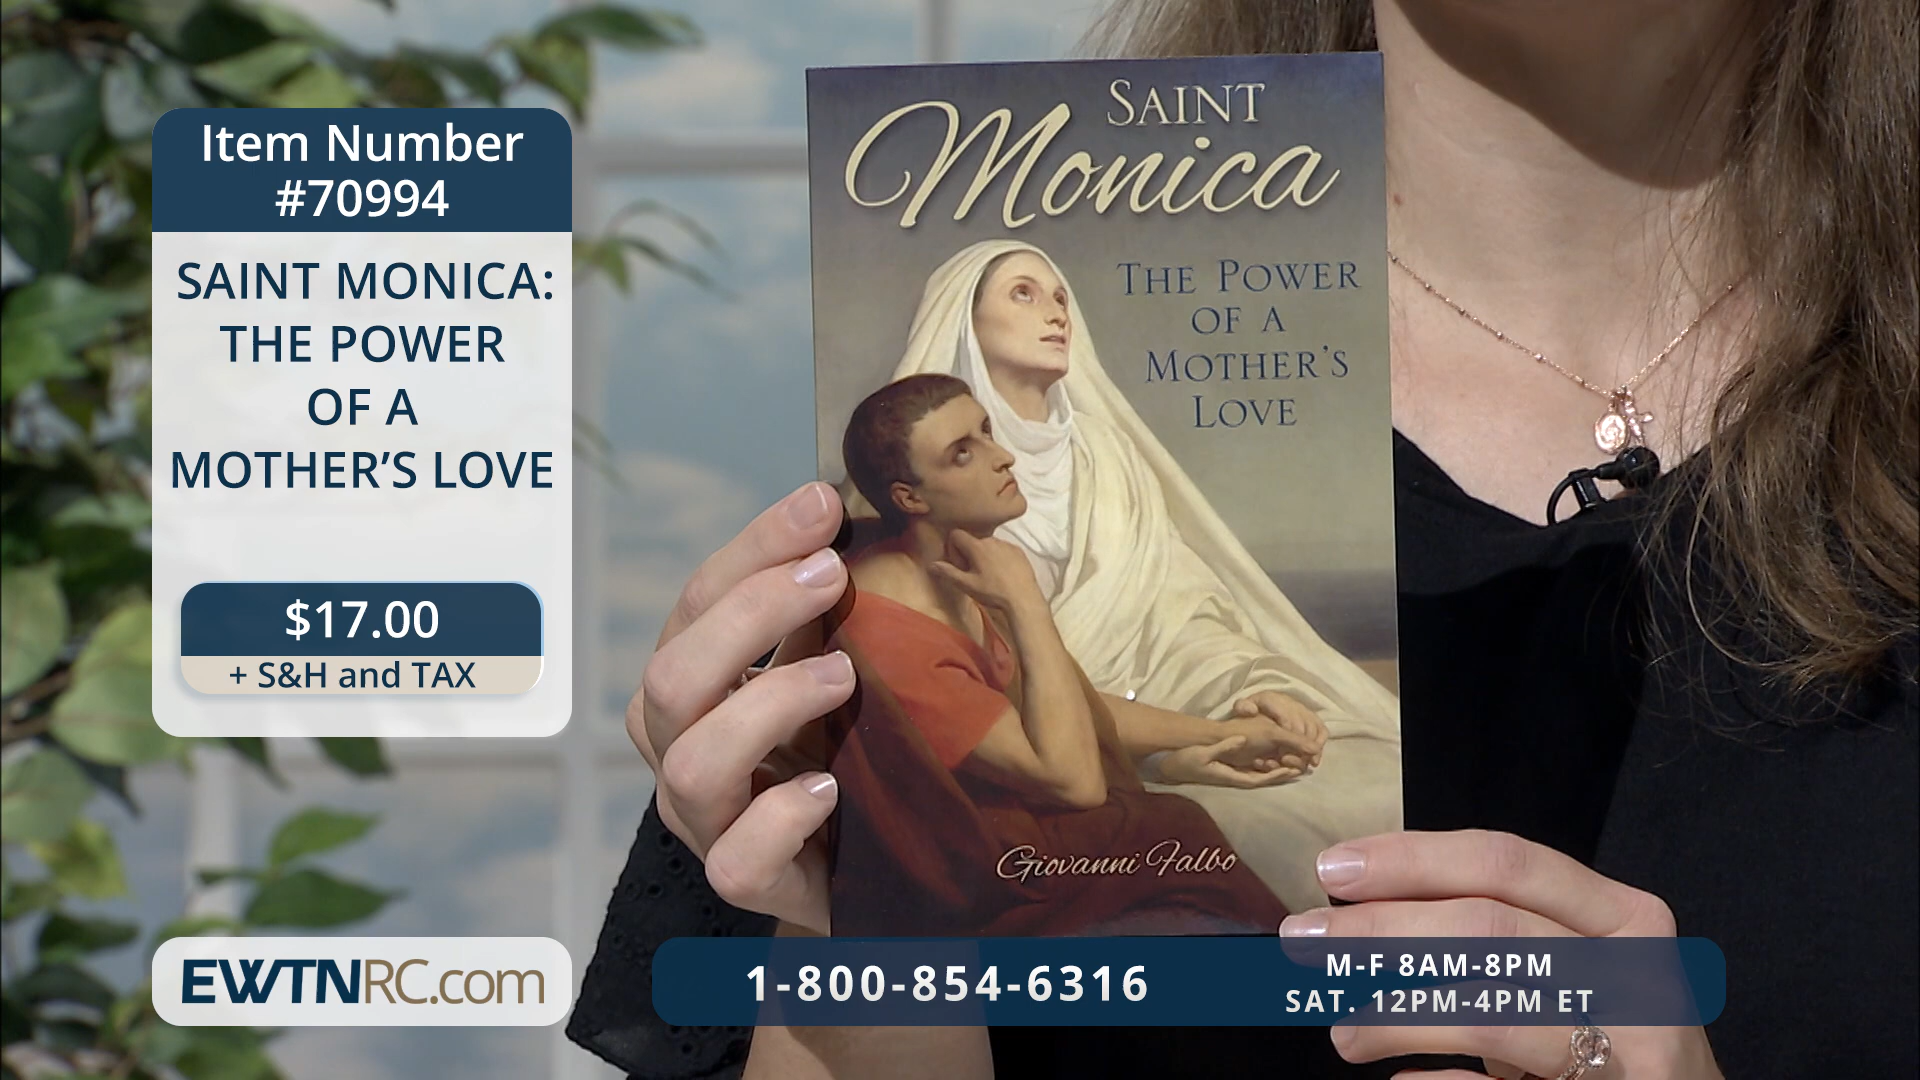 Item Number
#70994
SAINT MONICA:
THE POWER
OF A
MOTHER’S LOVE
$17.00
+ S&H and TAX
EWTNRC.com
SAINT
Monica
THE POWER
OF A
MOTHER'S
LOVE
Giovanni Falbo
1-800-854-6316
M-F 8AM-8PM
SAT. 12PM-4PM ET